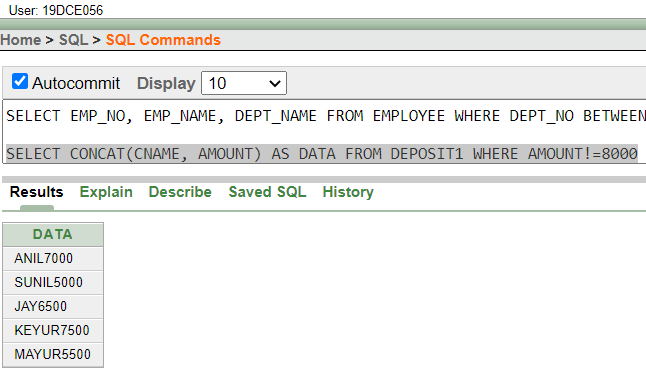 User: 19DCE056
Home > SQL > SQL Commands
Autocommit Display 10
SELECT EMP_NO, EMP_NAME, DEPT_NAME FROM EMPLOYEE WHERE DEPT_NO BETWEEN
SELECT CONCAT(CNAME, AMOUNT) AS DATA FROM DEPOSIT1 WHERE AMOUNT!=8000
Results Explain Describe Saved SQL History
DATA
ANIL7000
SUNIL5000
JAY6500
KEYUR7500
MAYUR5500